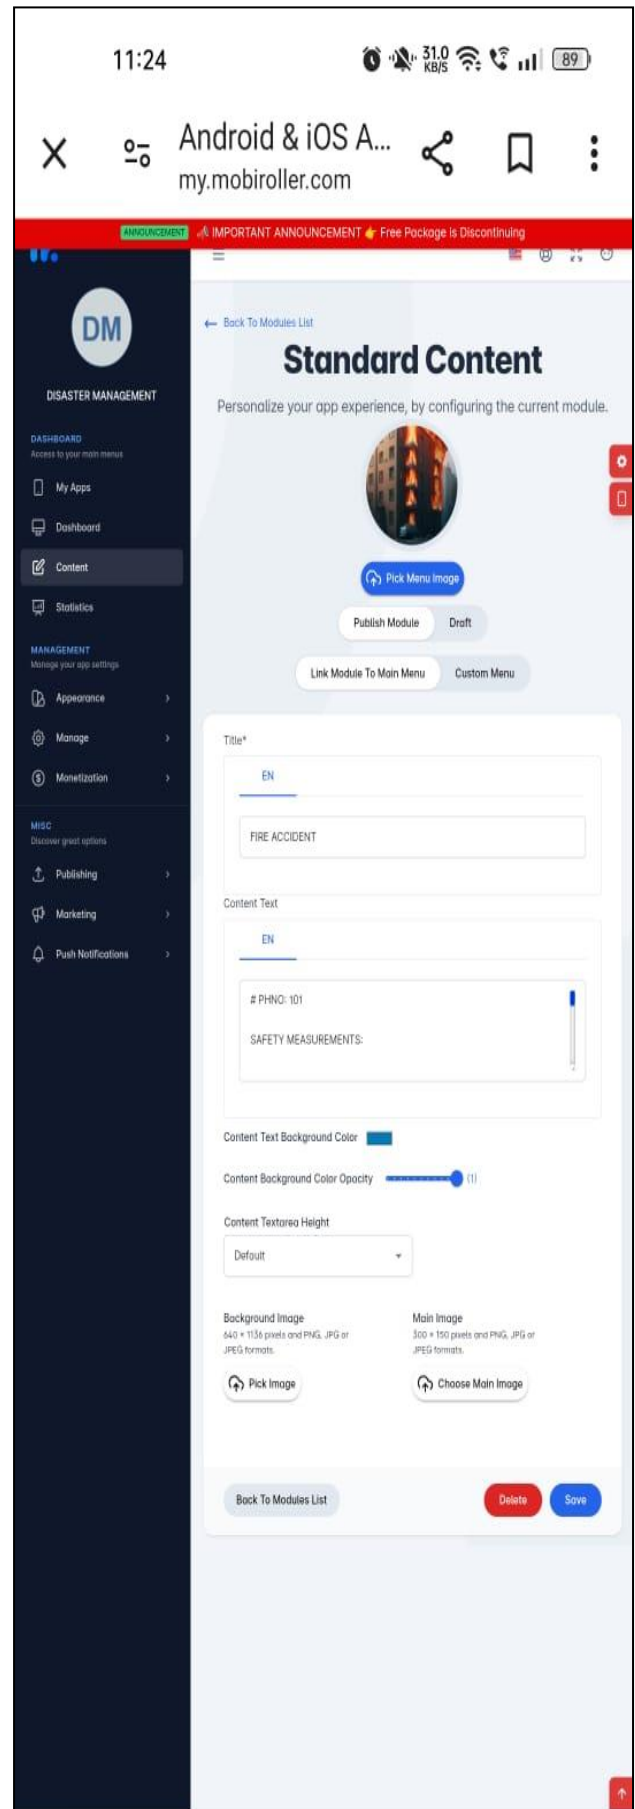 11:24
31.0 KB/S
89
Android & iOS A...
my.mobiroller.com
ANNOUNCEMENT IMPORTANT ANNOUNCEMENT 👉 Free Package is Discontinuing
DM
DISASTER MANAGEMENT
DASHBOARD
Access to your main menus
My Apps
Dashboard
Content
Statistics
MANAGEMENT
Manage your app settings
Appearance
Manage
Monetization
MISC
Discover great options
Publishing
Marketing
Push Notifications
← Back To Modules List
Standard Content
Personalize your app experience, by configuring the current module.
Pick Menu Image
Publish Module Draft
Link Module To Main Menu Custom Menu
Title*
EN
FIRE ACCIDENT
Content Text
EN
# PHNO: 101
SAFETY MEASUREMENTS:
Content Text Background Color
Content Background Color Opacity (1)
Content Textarea Height
Default
Background Image
640 * 1136 pixels and PNG, JPG or
JPEG formats.
Pick Image
Main Image
300 * 150 pixels and PNG, JPG or
JPEG formats.
Choose Main Image
Back To Modules List
Delete
Save